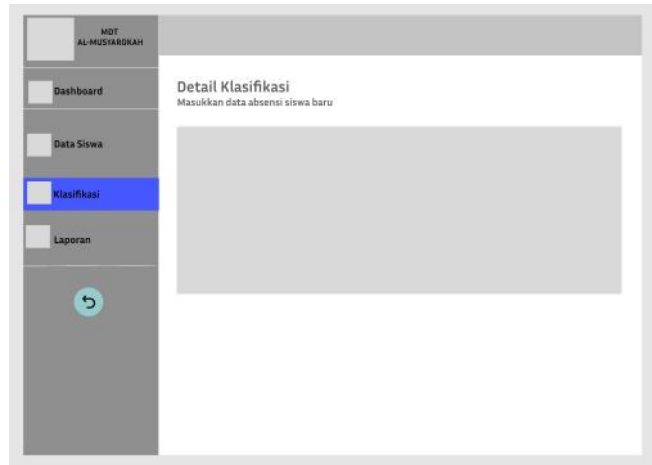 MDT
AL-MUSYAROKAH
Dashboard
Data Siswa
Klasifikasi
Laporan
Detail Klasifikasi
Masukkan data absensi siswa baru